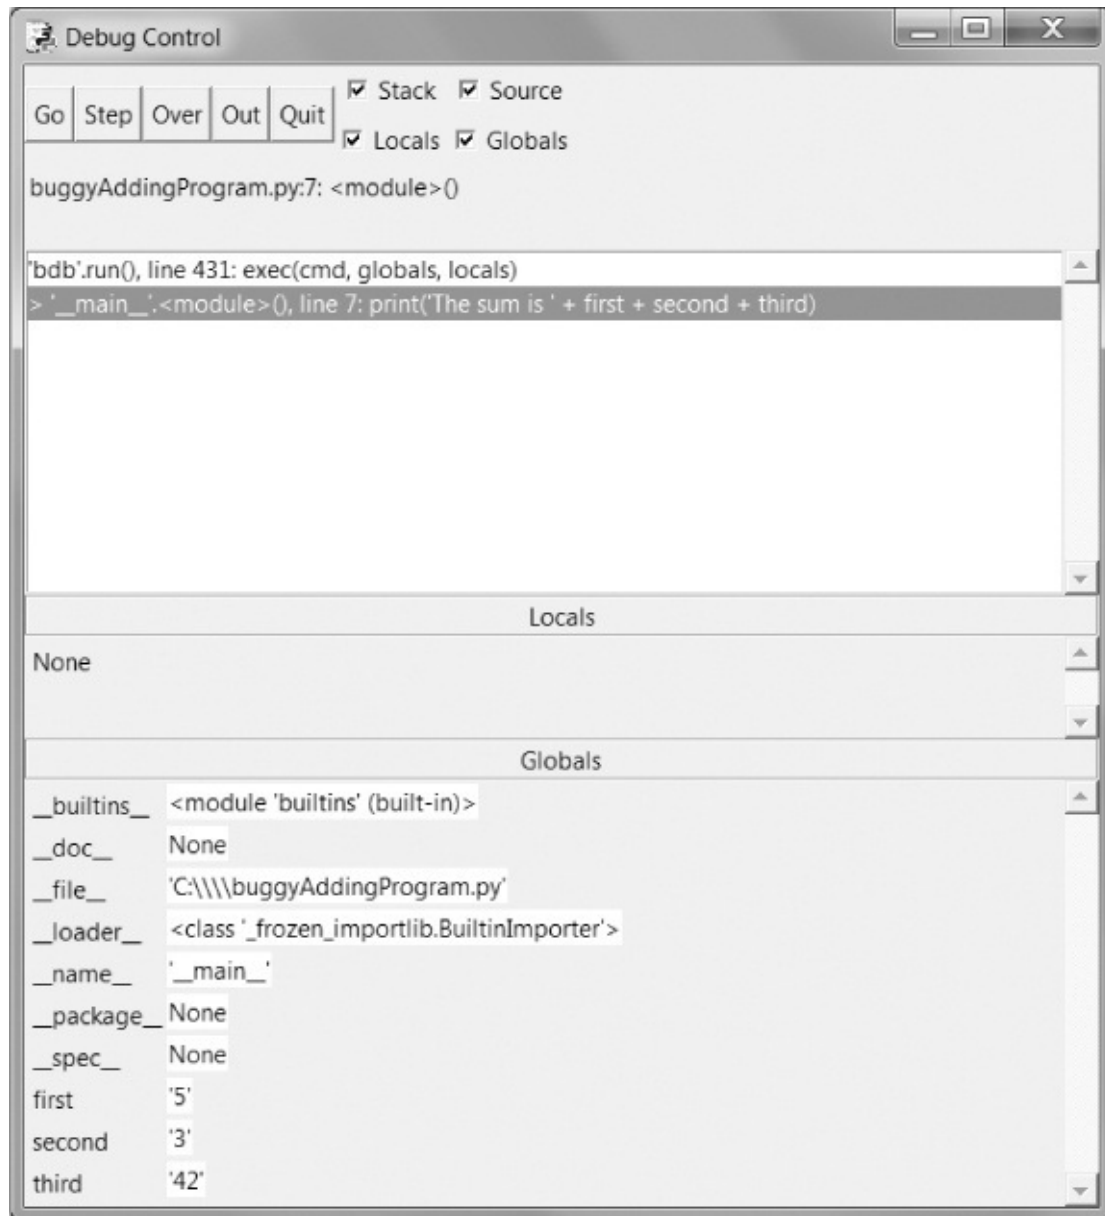 Debug Control
Go Step Over Out Quit
Stack Source
Locals Globals
buggyAddingProgram.py:7: <module>()
'bdb'.run(), line 431: exec(cmd, globals, locals)
> '__main__'.<module>(), line 7: print('The sum is ' + first + second + third)
Locals
None
Globals
__builtins__ <module 'builtins' (built-in)>
__doc__ None
__file__ 'C:\\\\buggyAddingProgram.py'
__loader__ <class '_frozen_importlib.BuiltinImporter'>
__name__ '__main__'
__package__ None
__spec__ None
first '5'
second '3'
third '42'